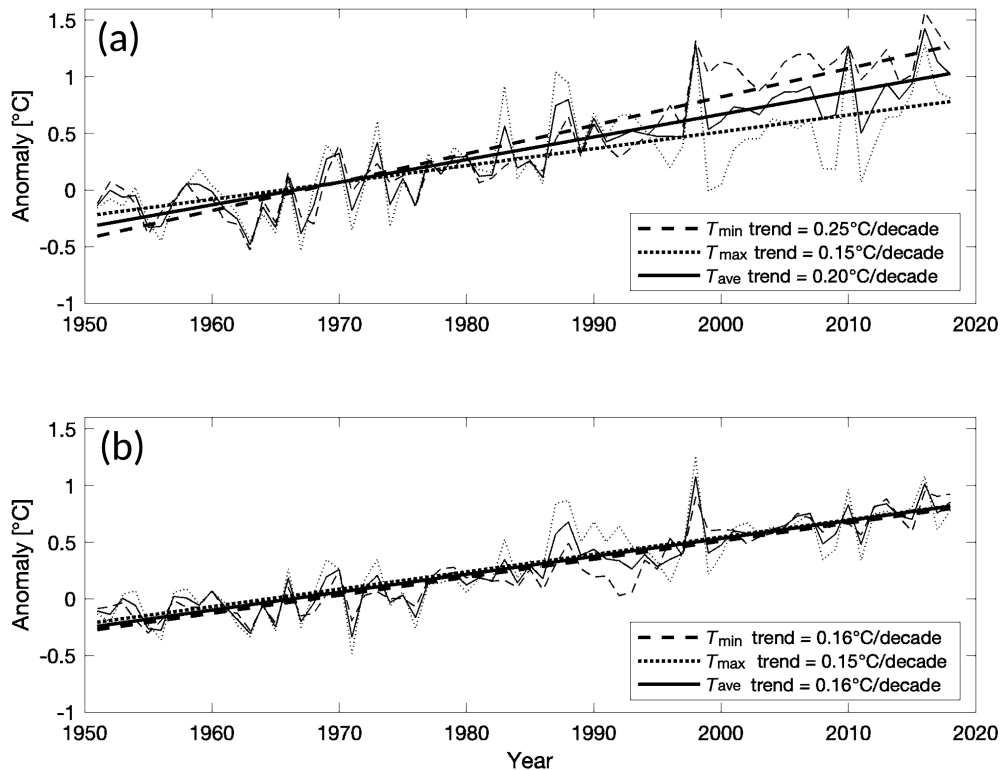 (a)
1.5
1
0.5
0
-0.5
-1
Anomaly [°C]
Tmin trend = 0.25°C/decade
Tmax trend = 0.15°C/decade
Tave trend = 0.20°C/decade
1950 1960 1970 1980 1990 2000 2010 2020
(b)
1.5
1
0.5
0
-0.5
-1
Anomaly [°C]
Tmin trend = 0.16°C/decade
Tmax trend = 0.15°C/decade
Tave trend = 0.16°C/decade
1950 1960 1970 1980 1990 2000 2010 2020
Year